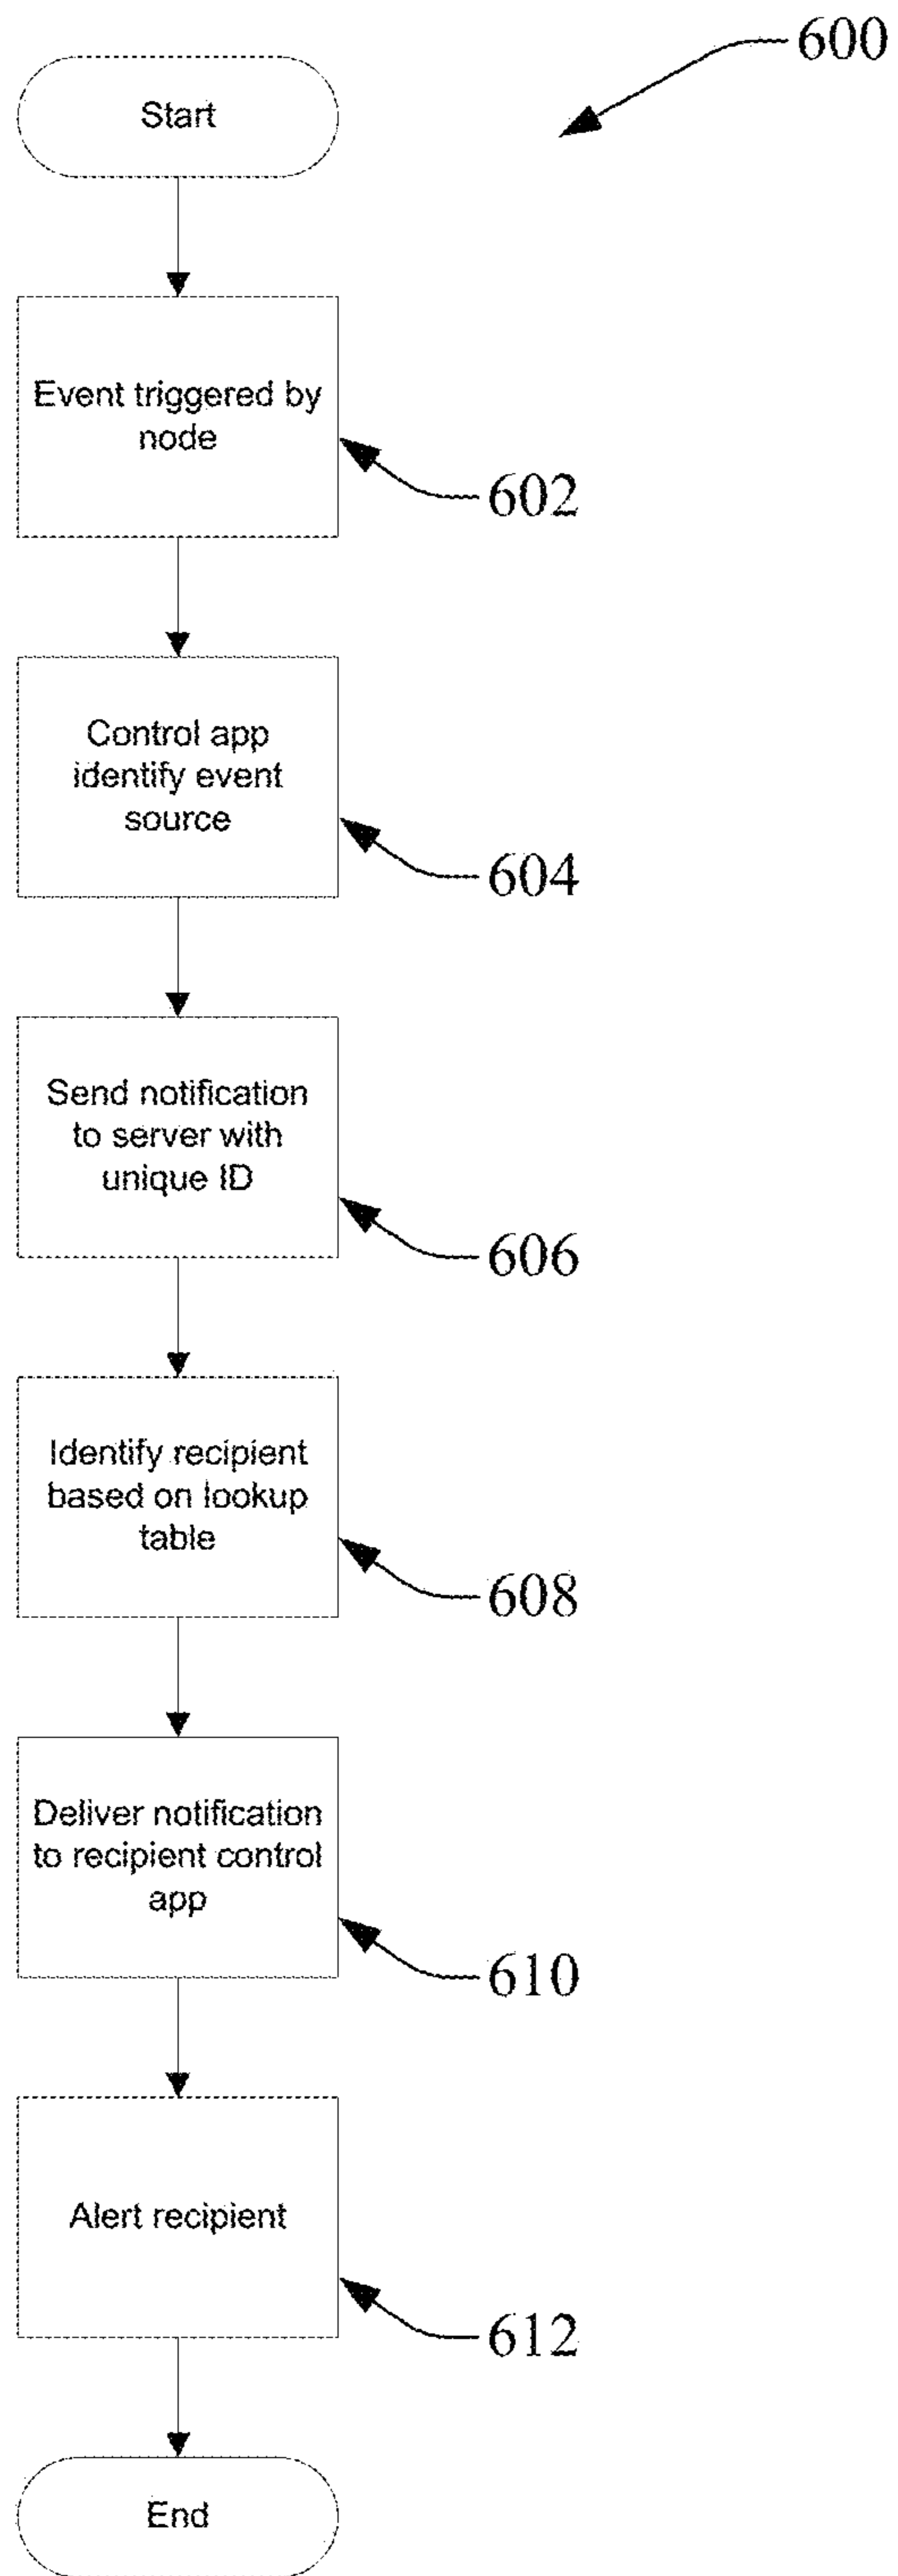 600
Start
Event triggered by
node
602
Control app
identify event
source
604
Send notification
to server with
unique ID
606
Identify recipient
based on lookup
table
608
Deliver notification
to recipient control
app
610
Alert recipient
612
End